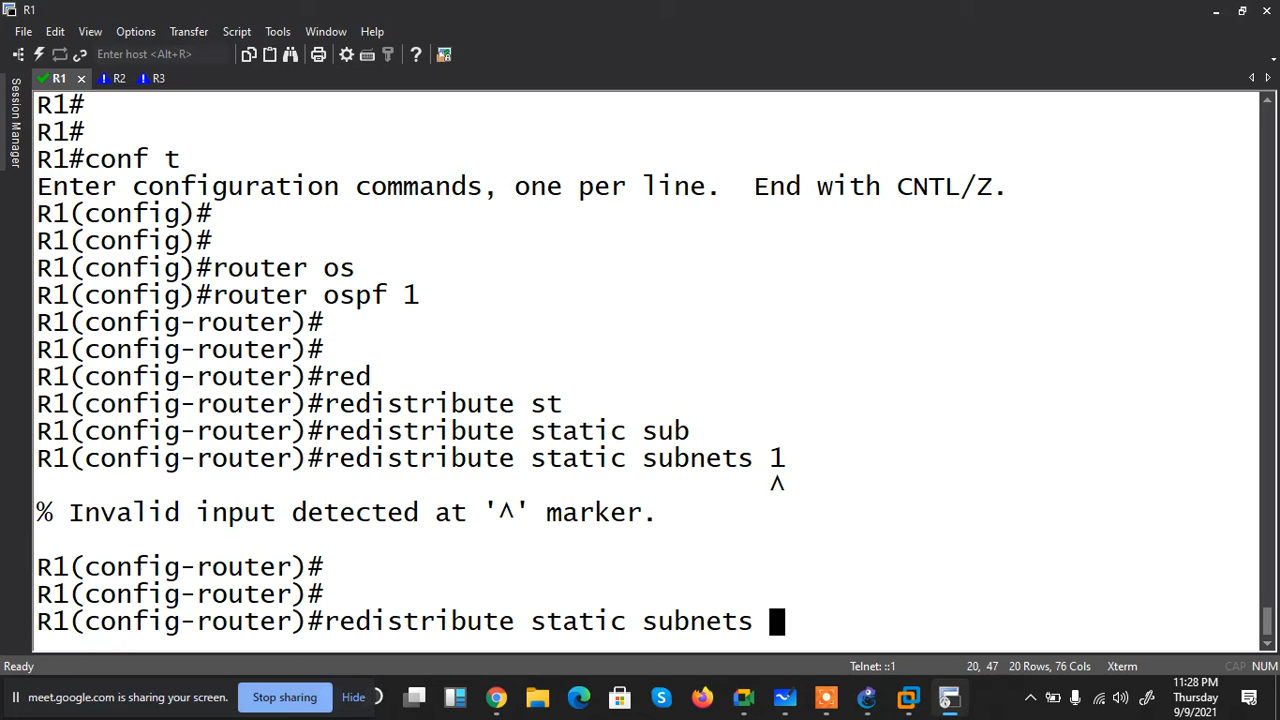 R1
File Edit View Options Transfer Script Tools Window Help
Enter host <Alt+R>
R1 R2 R3
Session Manager
R1#
R1#
R1#conf t
Enter configuration commands, one per line.  End with CNTL/Z.
R1(config)#
R1(config)#
R1(config)#router os
R1(config)#router ospf 1
R1(config-router)#
R1(config-router)#
R1(config-router)#red
R1(config-router)#redistribute st
R1(config-router)#redistribute static sub
R1(config-router)#redistribute static subnets 1
^
% Invalid input detected at '^' marker.
R1(config-router)#
R1(config-router)#
R1(config-router)#redistribute static subnets
Ready Telnet: ::1 20, 47 20 Rows, 76 Cols Xterm CAP NUM
meet.google.com is sharing your screen. Stop sharing Hide
11:28 PM
Thursday
9/9/2021